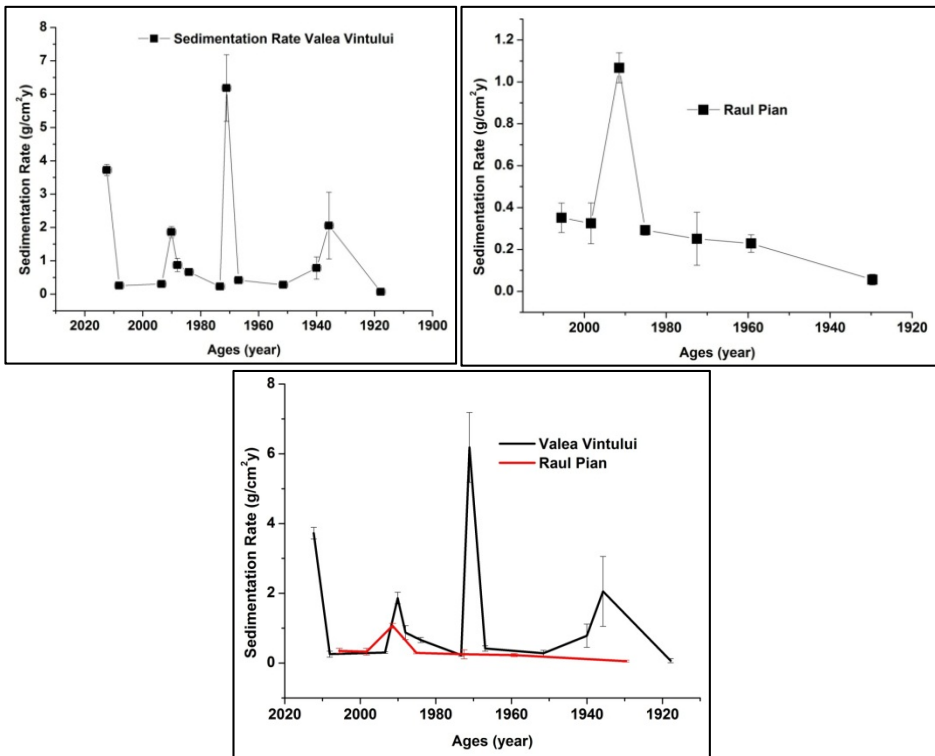 Sedimentation Rate Valea Vintului
Sedimentation Rate (g/cm²y)
8
7
6
5
4
3
2
1
0
2020 2000 1980 1960 1940 1920 1900
Ages (year)
Raul Pian
Sedimentation Rate (g/cm²y)
1.2
1.0
0.8
0.6
0.4
0.2
0.0
2000 1980 1960 1940 1920
Ages (year)
Valea Vintului
Raul Pian
Sedimentation Rate (g/cm²y)
8
6
4
2
0
2020 2000 1980 1960 1940 1920
Ages (year)